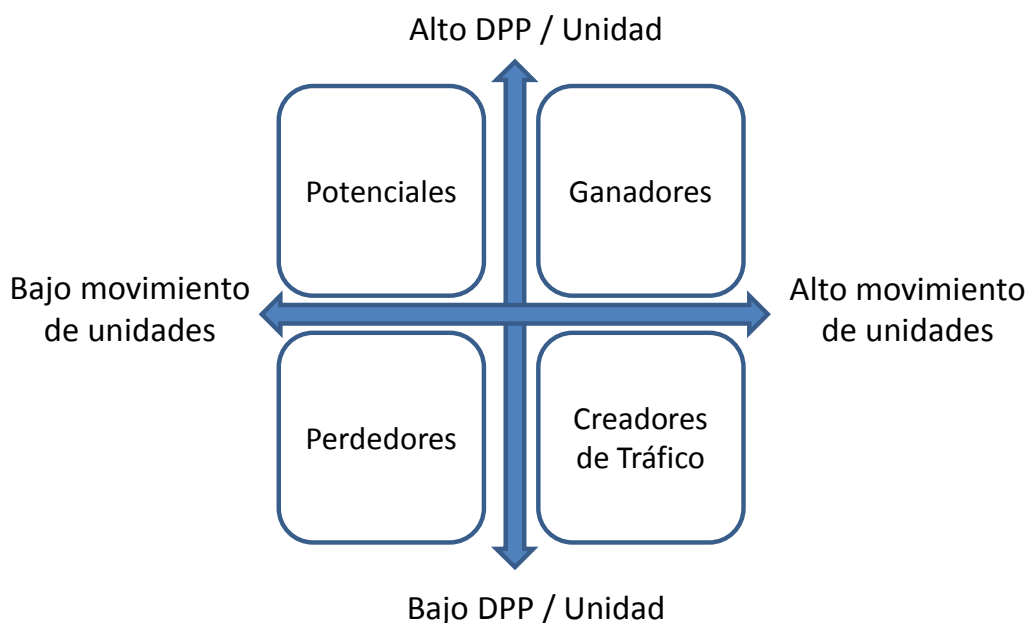 Alto DPP / Unidad
Potenciales
Ganadores
Bajo movimiento
de unidades
Alto movimiento
de unidades
Perdedores
Creadores
de Tráfico
Bajo DPP / Unidad